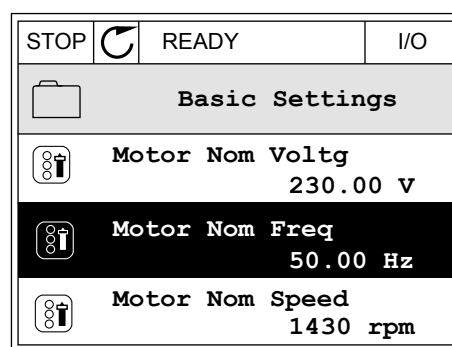 STOP READY I/O
Basic Settings
Motor Nom Voltg
230.00 V
Motor Nom Freq
50.00 Hz
Motor Nom Speed
1430 rpm